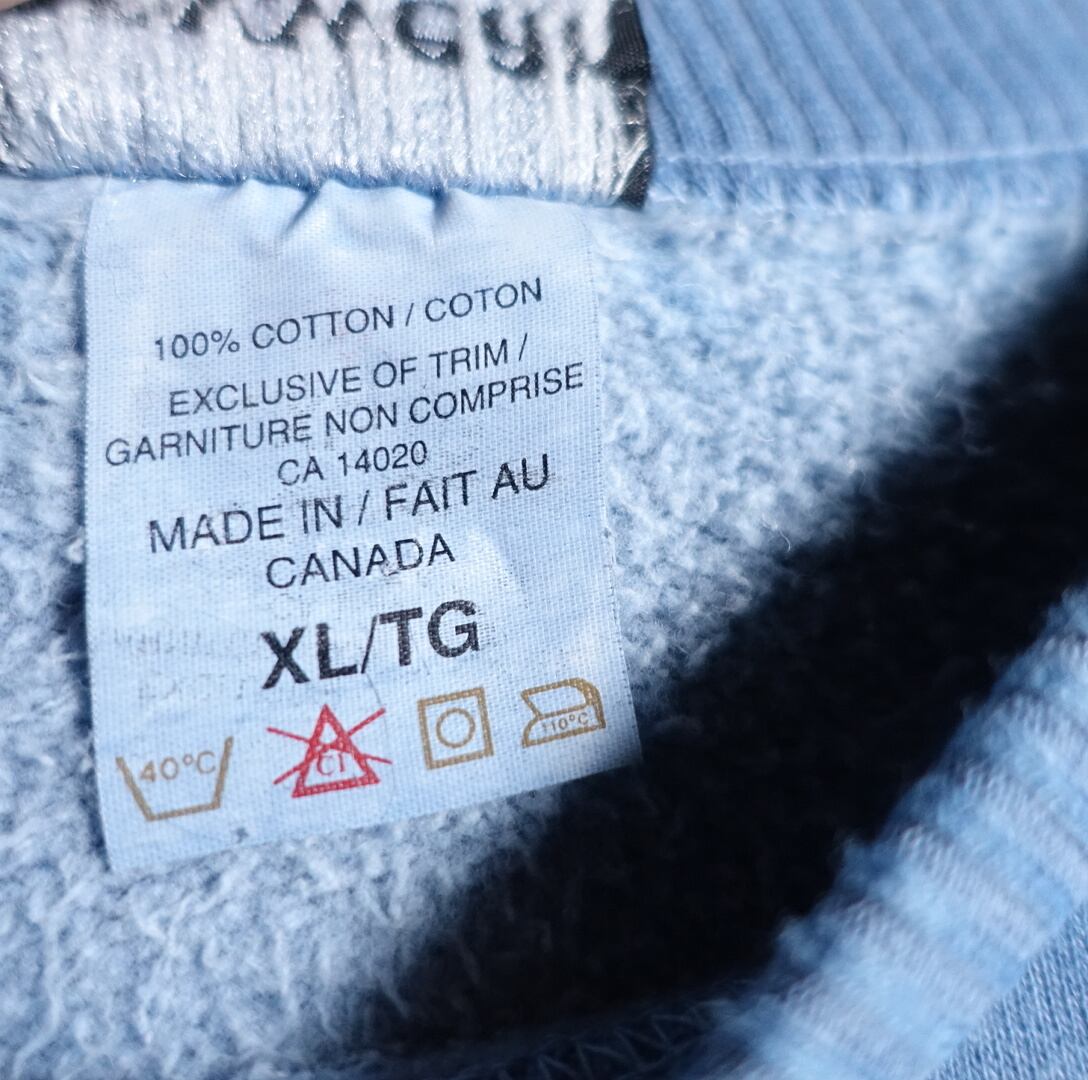 100% COTTON / COTON
EXCLUSIVE OF TRIM /
GARNITURE NON COMPRISE
CA 14020
MADE IN / FAIT AU
CANADA
XL/TG
40°C Cl 110°C